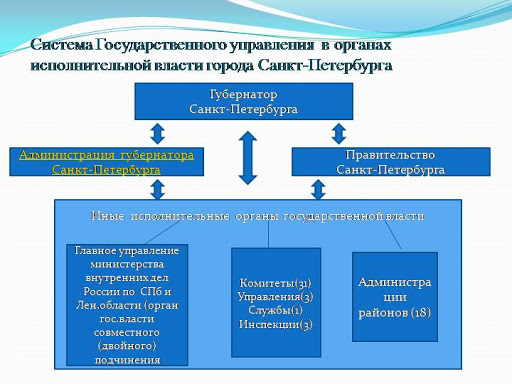 Система Государственного управления в органах
исполнительной власти города Санкт-Петербурга
Губернатор
Санкт-Петербурга
Администрация губернатора
Санкт-Петербурга
Правительство
Санкт-Петербурга
Иные исполнительные органы государственной власти
Главное управление
министерства
внутренних дел
России по СПб и
Лен.области (орган
гос.власти
совместного
(двойного)
подчинения
Комитеты(31)
Управления(3)
Службы(1)
Инспекции(3)
Администра
ции
районов (18)